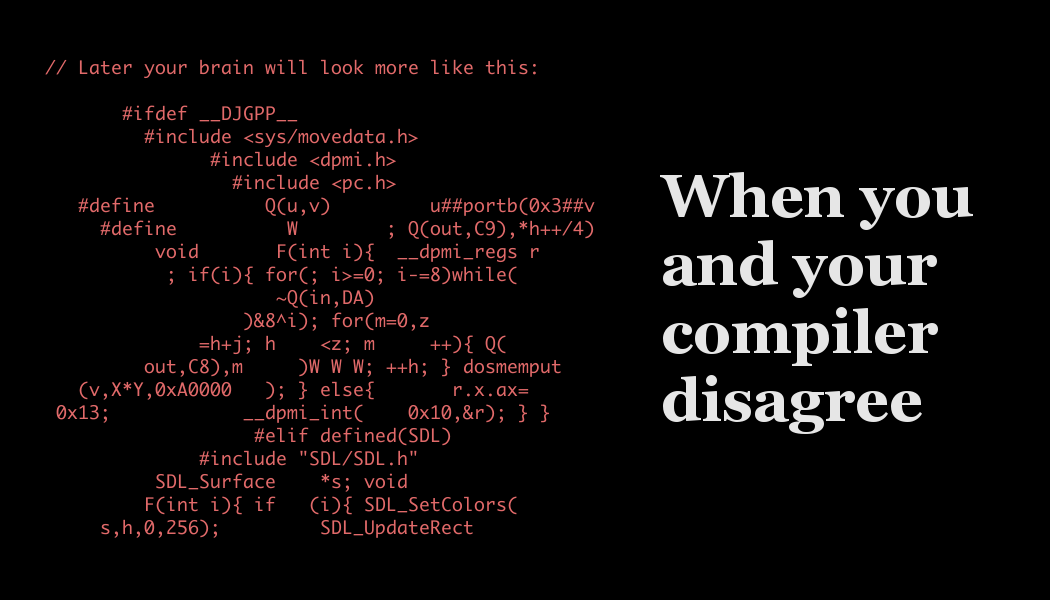 // Later your brain will look more like this:
#ifdef __DJGPP__
#include <sys/movedata.h>
#include <dpmi.h>
#include <pc.h>
#define Q(u,v) u##portb(0x3##v
#define W ; Q(out,C9),*h++/4)
void F(int i){ __dpmi_regs r
; if(i){ for(; i>=0; i-=8)while(
~Q(in,DA)
)&8^i); for(m=0,z
=h+j; h <z; m ++){ Q(
out,C8),m )W W W; ++h; } dosmemput
(v,X*Y,0xA0000 ); } else{ r.x.ax=
0x13; __dpmi_int( 0x10,&r); } }
#elif defined(SDL)
#include "SDL/SDL.h"
SDL_Surface *s; void
F(int i){ if (i){ SDL_SetColors(
s,h,0,256); SDL_UpdateRect
When you
and your
compiler
disagree